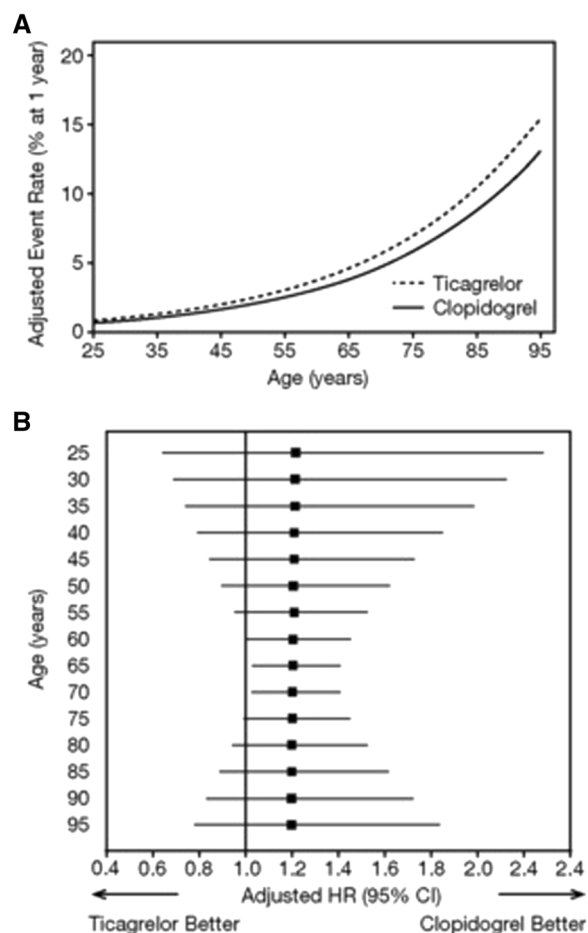 A
Adjusted Event Rate (% at 1 year)
20
15
10
5
0
Ticagrelor
Clopidogrel
25 35 45 55 65 75 85 95
Age (years)
B
Age (years)
25
30
35
40
45
50
55
60
65
70
75
80
85
90
95
0.4 0.6 0.8 1.0 1.2 1.4 1.6 1.8 2.0 2.2 2.4
Adjusted HR (95% CI)
Ticagrelor Better Clopidogrel Better